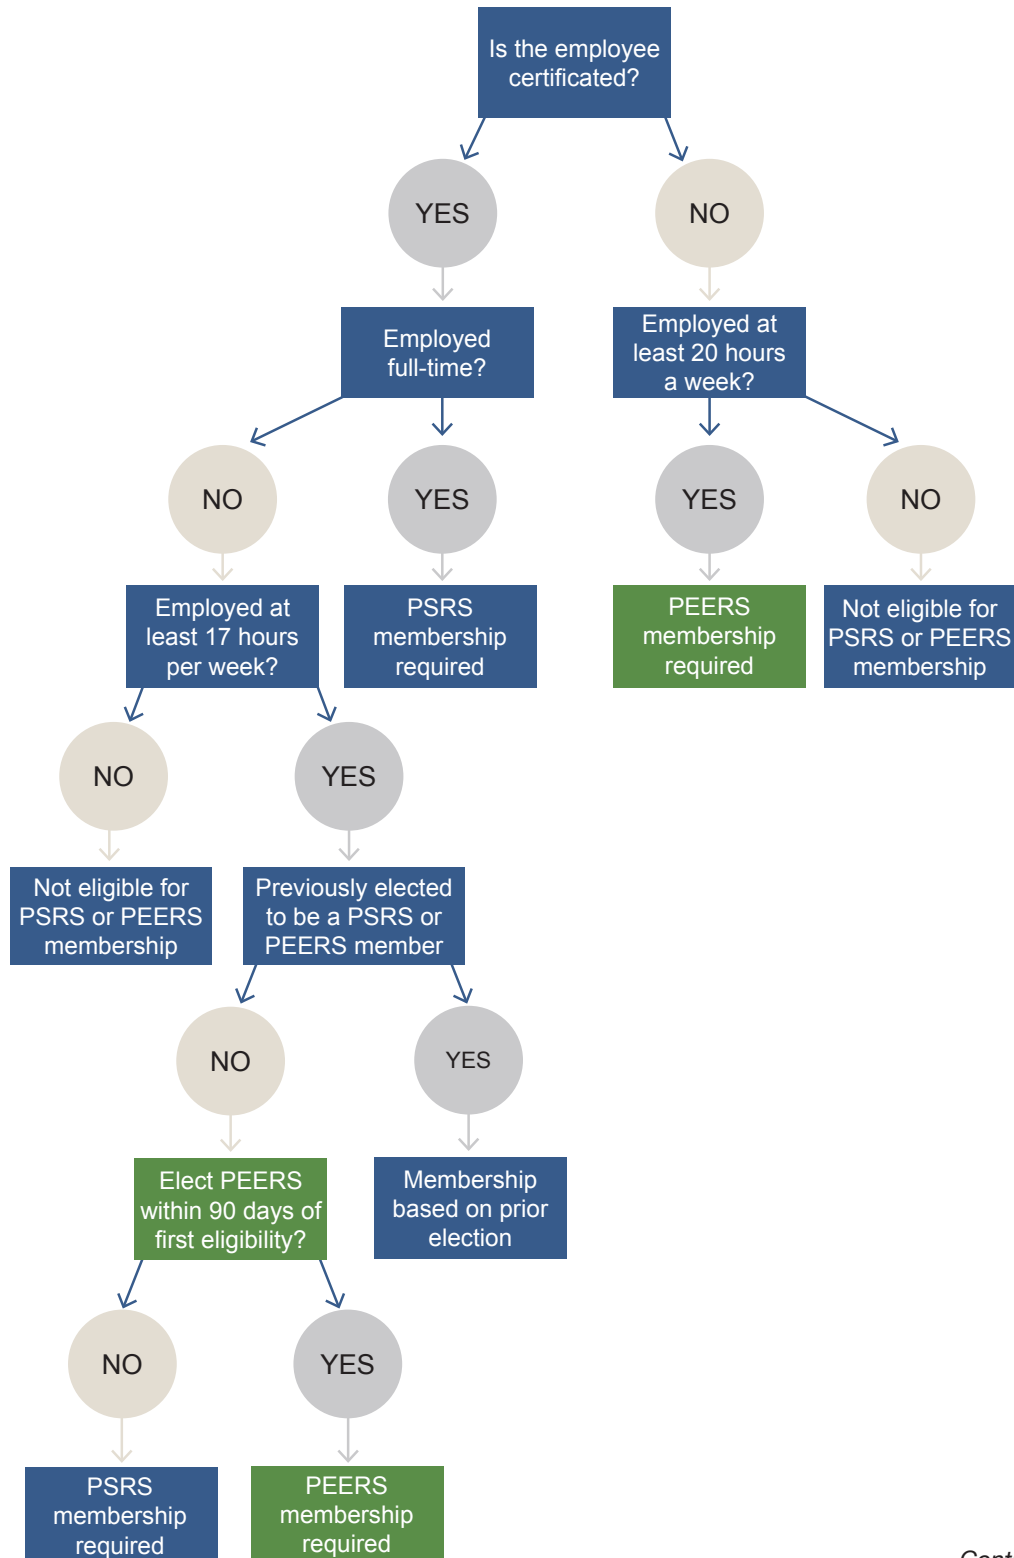 Is the employee
certificated?
YES
NO
Employed
full-time?
Employed at
least 20 hours
a week?
NO
YES
YES
NO
Employed at
least 17 hours
per week?
PSRS
membership
required
PEERS
membership
required
Not eligible for
PSRS or PEERS
membership
NO
YES
Not eligible for
PSRS or PEERS
membership
Previously elected
to be a PSRS or
PEERS member
NO
YES
Elect PEERS
within 90 days of
first eligibility?
Membership
based on prior
election
NO
YES
PSRS
membership
required
PEERS
membership
required